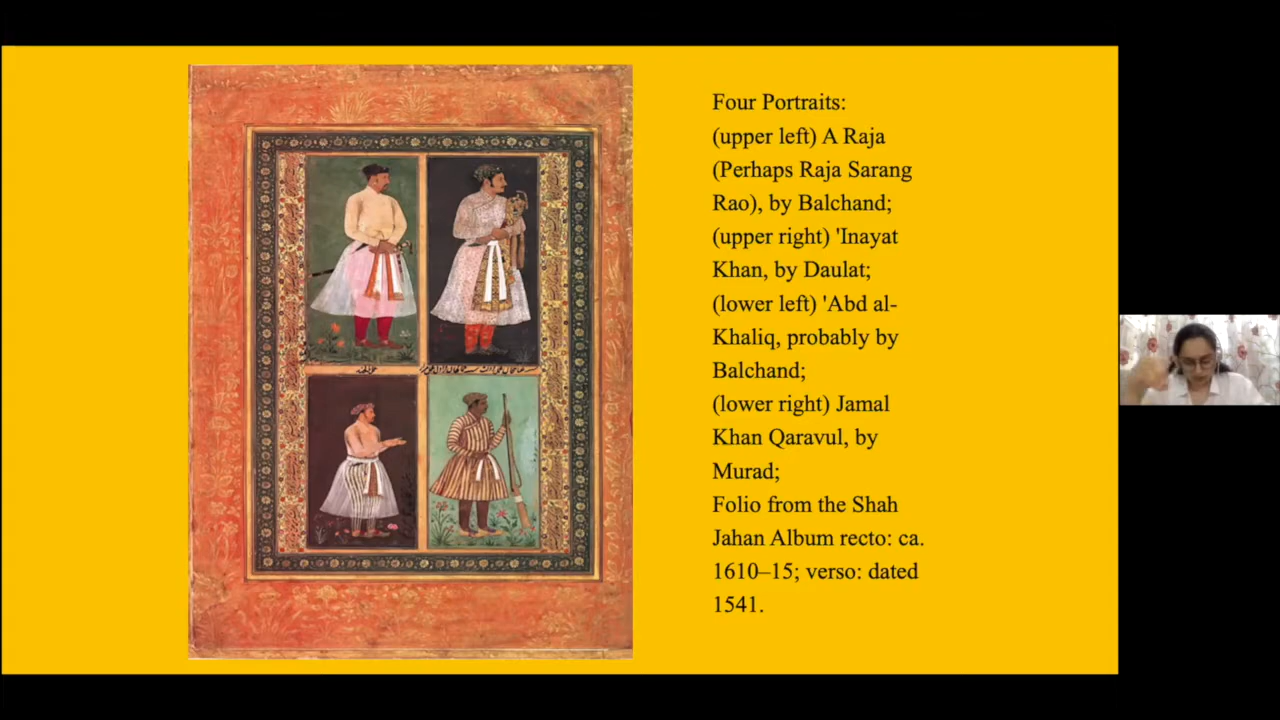 Four Portraits:
(upper left) A Raja
(Perhaps Raja Sarang
Rao), by Balchand;
(upper right) 'Inayat
Khan, by Daulat;
(lower left) 'Abd al-
Khaliq, probably by
Balchand;
(lower right) Jamal
Khan Qaravul, by
Murad;
Folio from the Shah
Jahan Album recto: ca.
1610–15; verso: dated
1541.